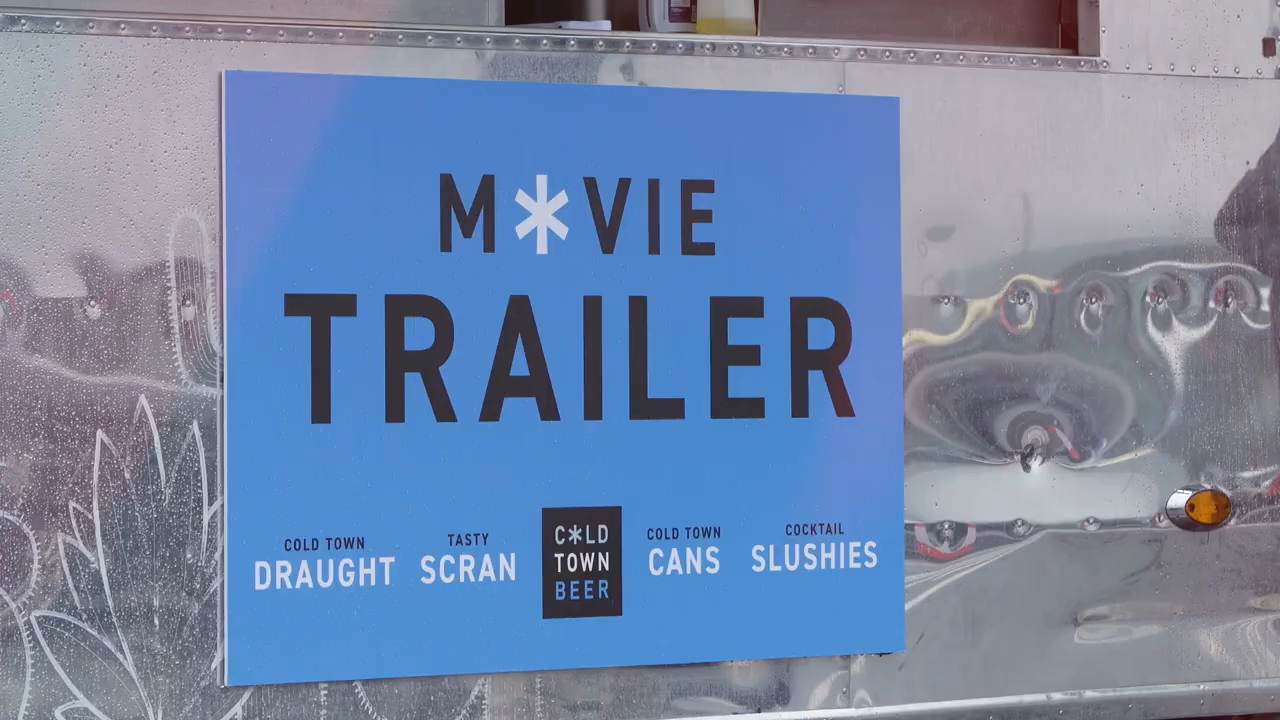 M*VIE
TRAILER
COLD TOWN
DRAUGHT
TASTY
SCRAN
C*LD
TOWN
BEER
COLD TOWN
CANS
COCKTAIL
SLUSHIES